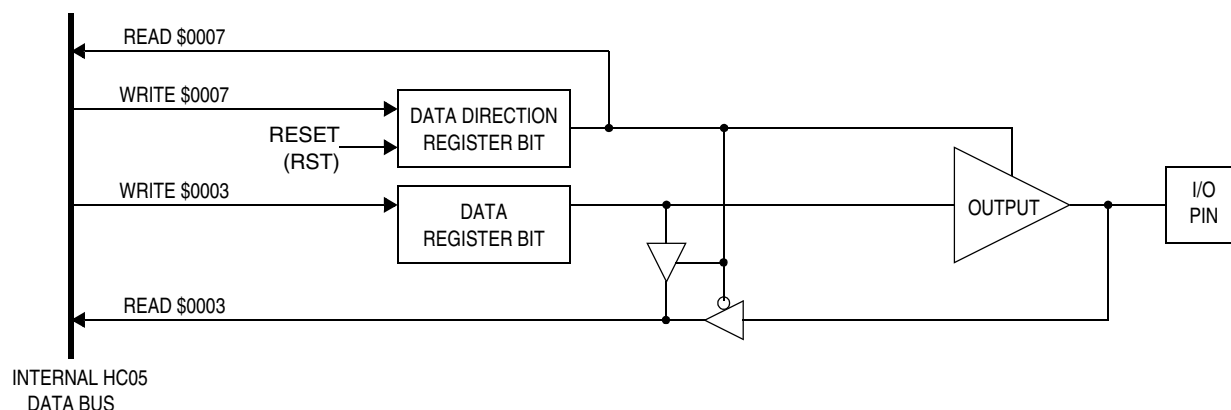 READ $0007
WRITE $0007
DATA DIRECTION
REGISTER BIT
RESET
(RST)
WRITE $0003
DATA
REGISTER BIT
OUTPUT
I/O
PIN
READ $0003
INTERNAL HC05
DATA BUS